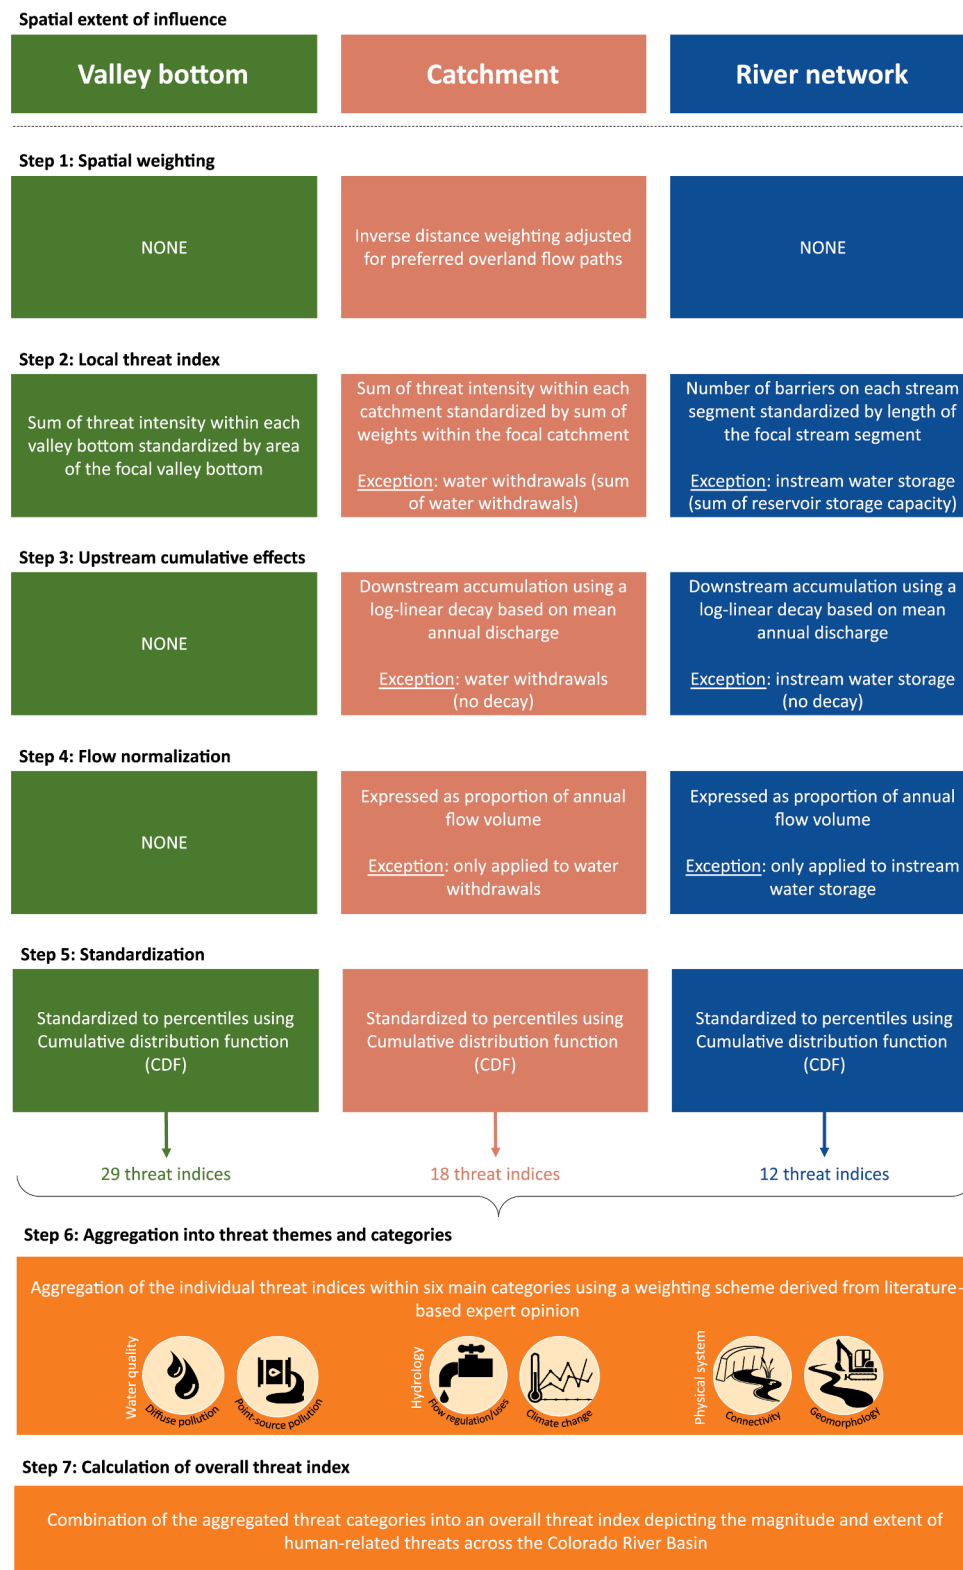 Spatial extent of influence
Valley bottom
Catchment
River network
Step 1: Spatial weighting
NONE
Inverse distance weighting adjusted
for preferred overland flow paths
NONE
Step 2: Local threat index
Sum of threat intensity within each
valley bottom standardized by area
of the focal valley bottom
Sum of threat intensity within each
catchment standardized by sum of
weights within the focal catchment
Exception: water withdrawals (sum
of water withdrawals)
Number of barriers on each stream
segment standardized by length of
the focal stream segment
Exception: instream water storage
(sum of reservoir storage capacity)
Step 3: Upstream cumulative effects
NONE
Downstream accumulation using a
log-linear decay based on mean
annual discharge
Exception: water withdrawals
(no decay)
Downstream accumulation using a
log-linear decay based on mean
annual discharge
Exception: instream water storage
(no decay)
Step 4: Flow normalization
NONE
Expressed as proportion of annual
flow volume
Exception: only applied to water
withdrawals
Expressed as proportion of annual
flow volume
Exception: only applied to instream
water storage
Step 5: Standardization
Standardized to percentiles using
Cumulative distribution function
(CDF)
Standardized to percentiles using
Cumulative distribution function
(CDF)
Standardized to percentiles using
Cumulative distribution function
(CDF)
29 threat indices
18 threat indices
12 threat indices
Step 6: Aggregation into threat themes and categories
Aggregation of the individual threat indices within six main categories using a weighting scheme derived from literature-
based expert opinion
Water quality
Diffuse pollution
Point-source pollution
Hydrology
Flow regulation/uses
Climate change
Physical system
Connectivity
Geomorphology
Step 7: Calculation of overall threat index
Combination of the aggregated threat categories into an overall threat index depicting the magnitude and extent of
human-related threats across the Colorado River Basin